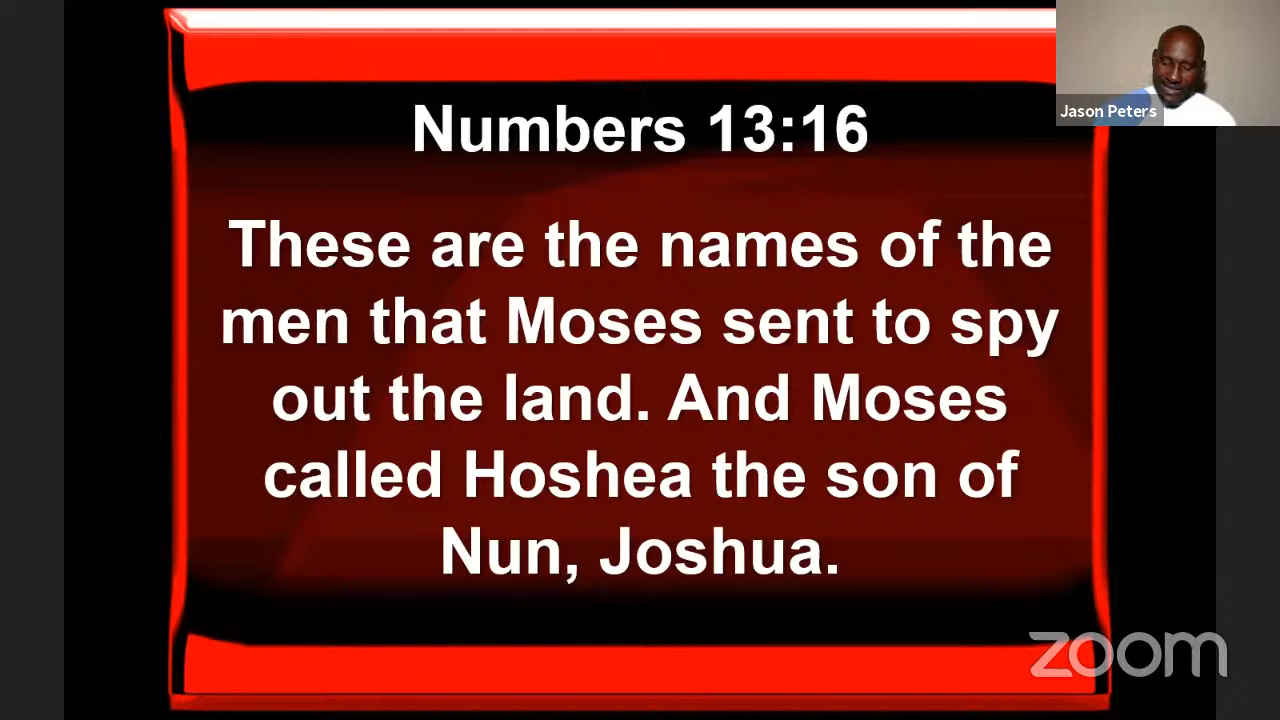 Numbers 13:16
These are the names of the
men that Moses sent to spy
out the land. And Moses
called Hoshea the son of
Nun, Joshua.
Jason Peters
zoom